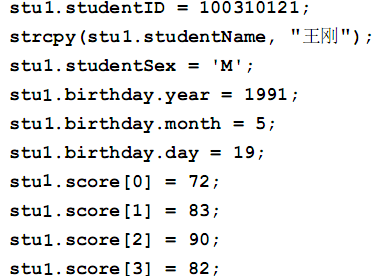 stu1.studentID = 100310121;
strcpy(stu1.studentName, "王刚");
stu1.studentSex = 'M';
stu1.birthday.year = 1991;
stu1.birthday.month = 5;
stu1.birthday.day = 19;
stu1.score[0] = 72;
stu1.score[1] = 83;
stu1.score[2] = 90;
stu1.score[3] = 82;